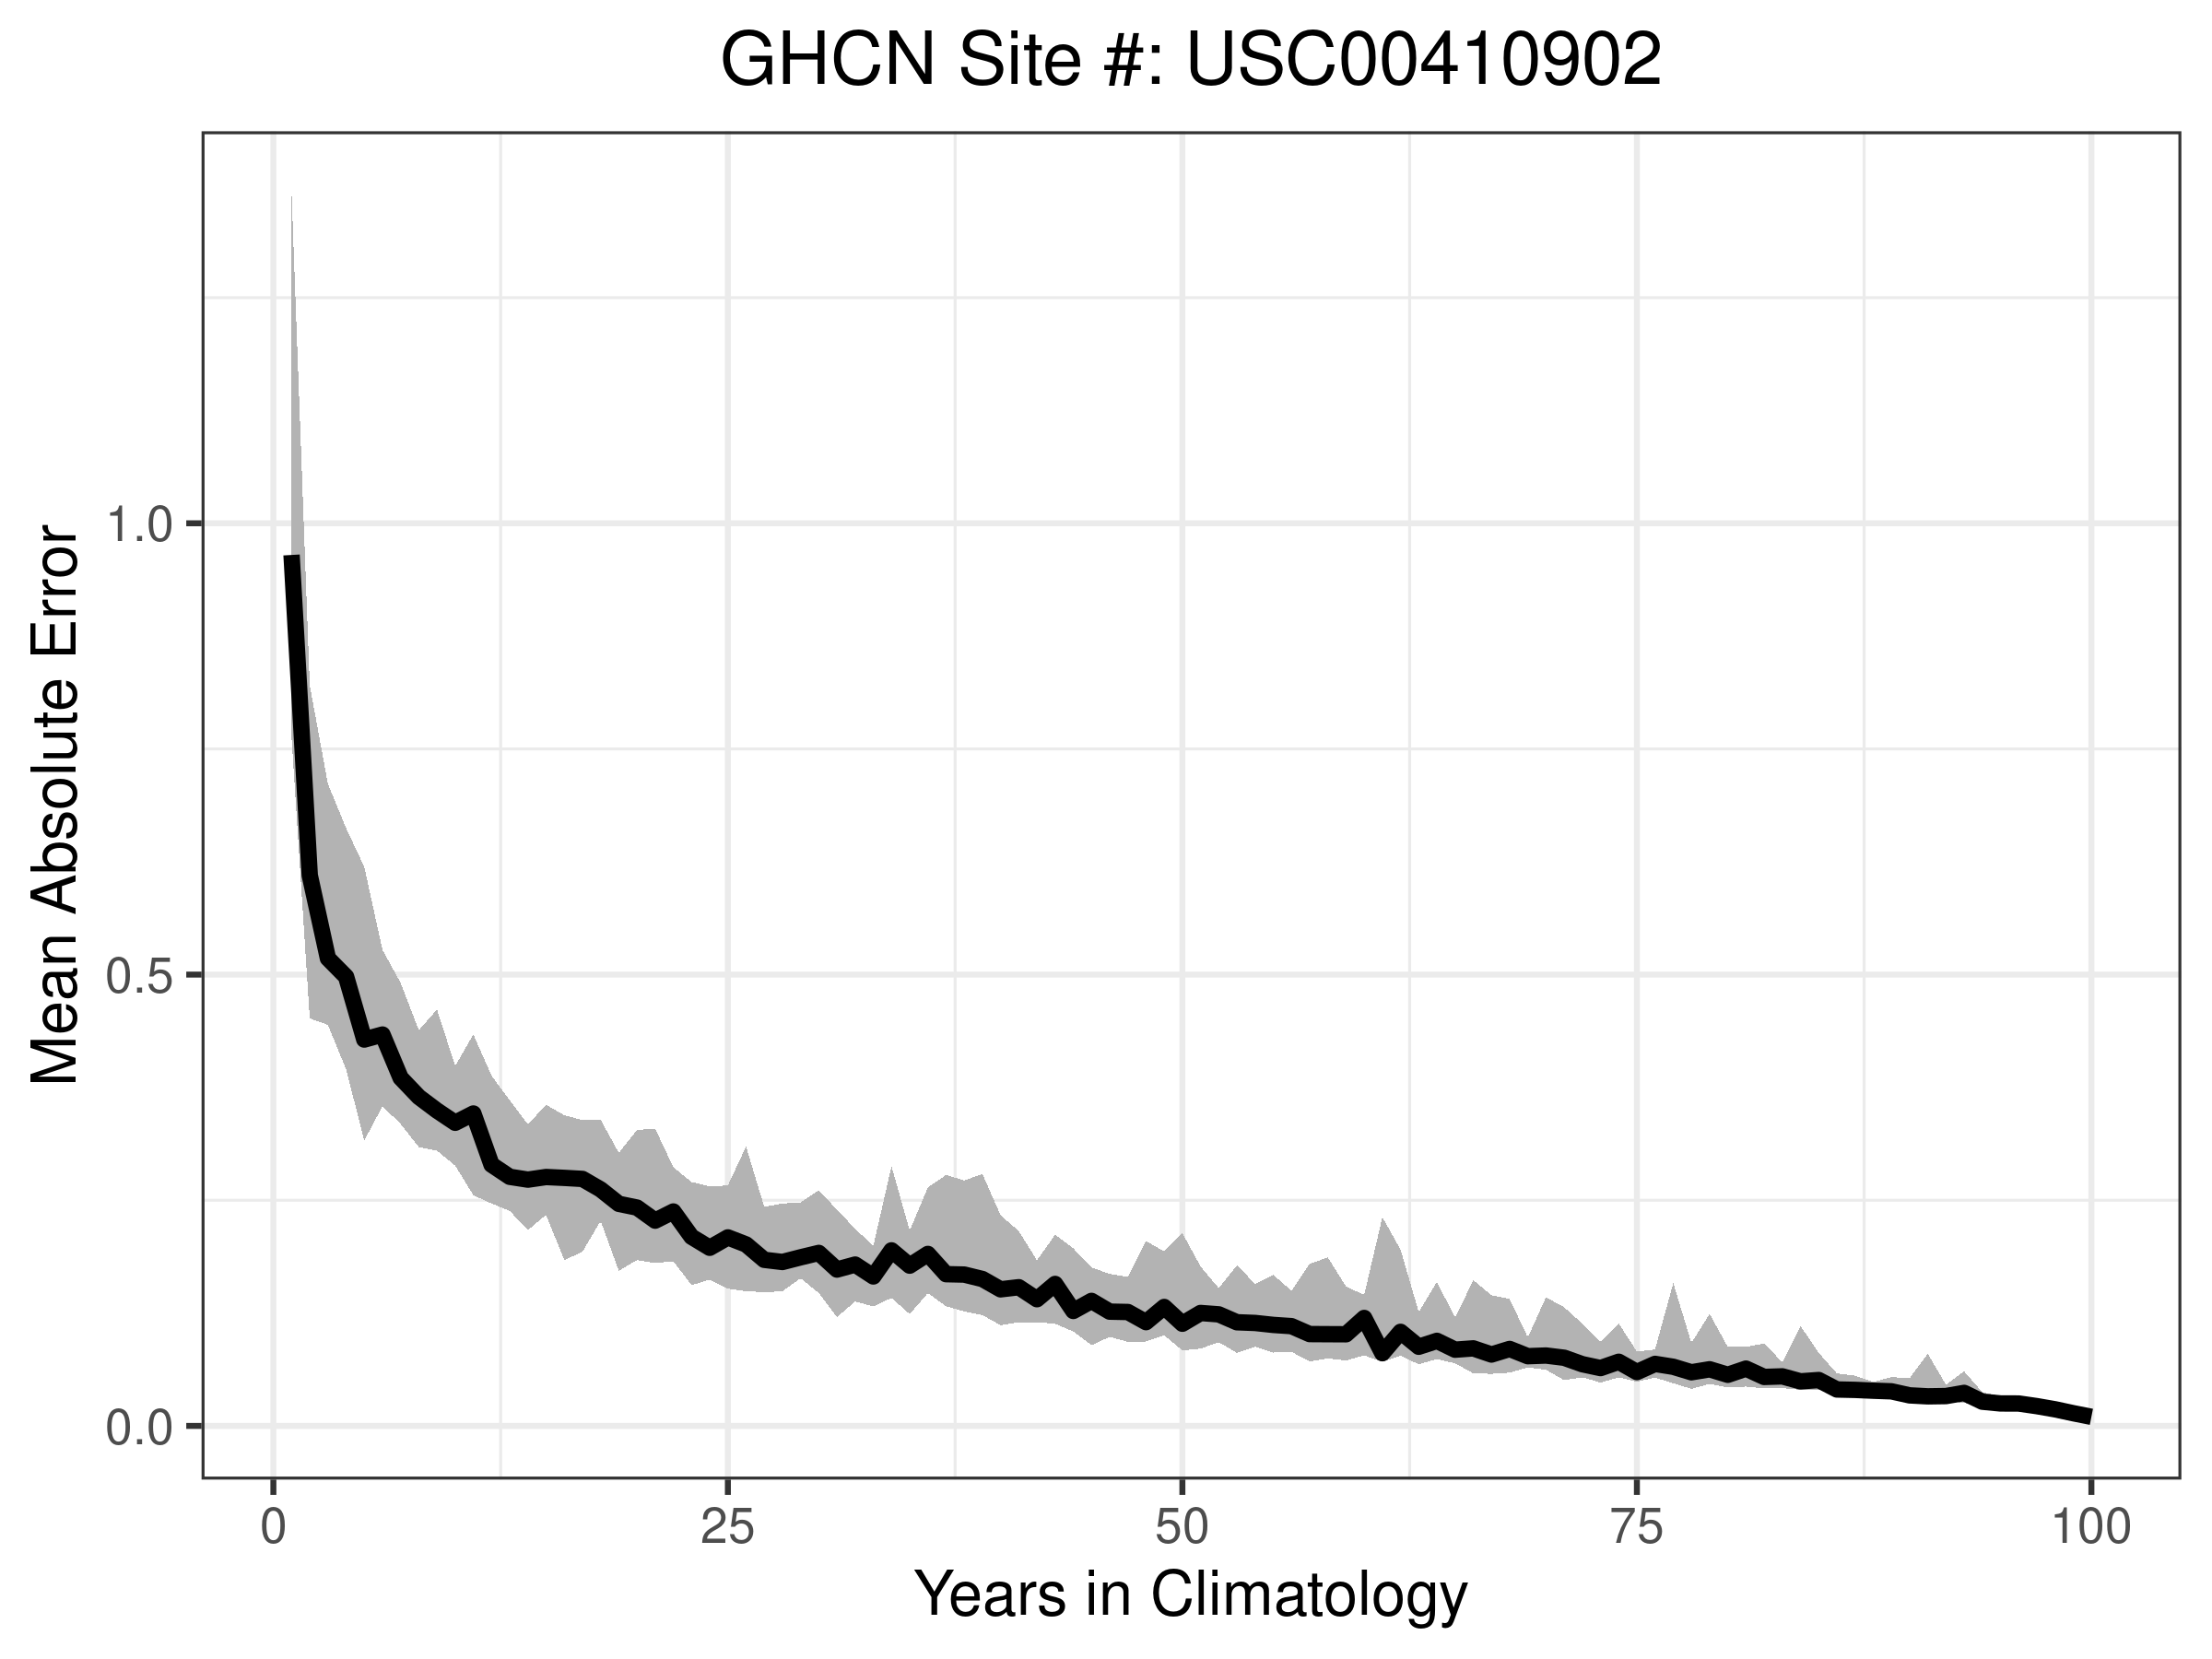 GHCN Site #: USC00410902
Mean Absolute Error
1.0
0.5
0.0
0 25 50 75 100
Years in Climatology